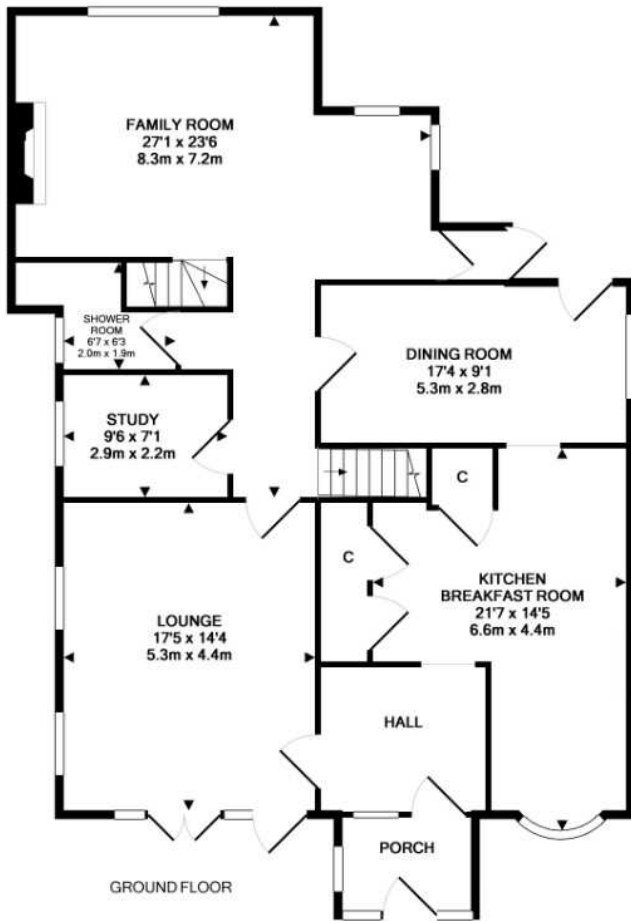 FAMILY ROOM
27'1 x 23'6
8.3m x 7.2m
SHOWER
ROOM
6'7 x 6'3
2.0m x 1.9m
DINING ROOM
17'4 x 9'1
5.3m x 2.8m
STUDY
9'6 x 7'1
2.9m x 2.2m
C
C
KITCHEN
BREAKFAST ROOM
21'7 x 14'5
6.6m x 4.4m
LOUNGE
17'5 x 14'4
5.3m x 4.4m
HALL
PORCH
GROUND FLOOR